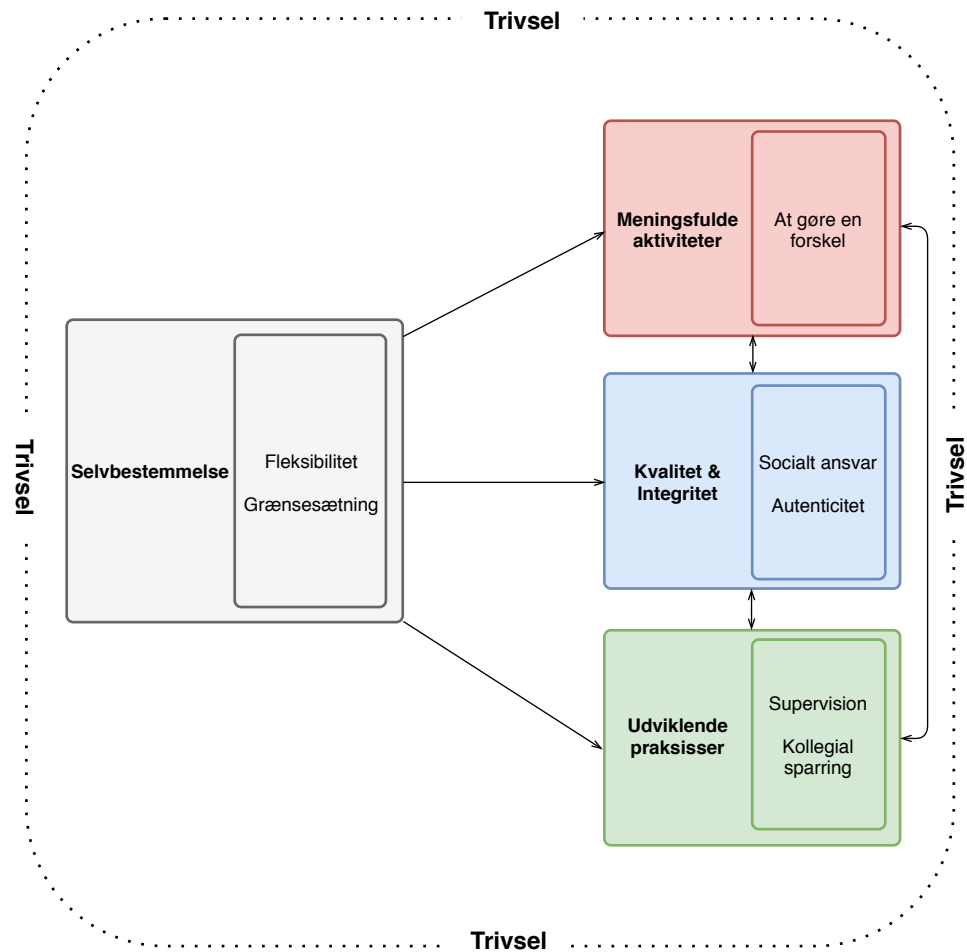 Trivsel
Meningsfulde
aktiviteter
At gøre en
forskel
Selvbestemmelse
Fleksibilitet
Grænsesætning
Kvalitet &
Integritet
Socialt ansvar
Autenticitet
Trivsel
Trivsel
Udviklende
praksisser
Supervision
Kollegial
sparring
Trivsel